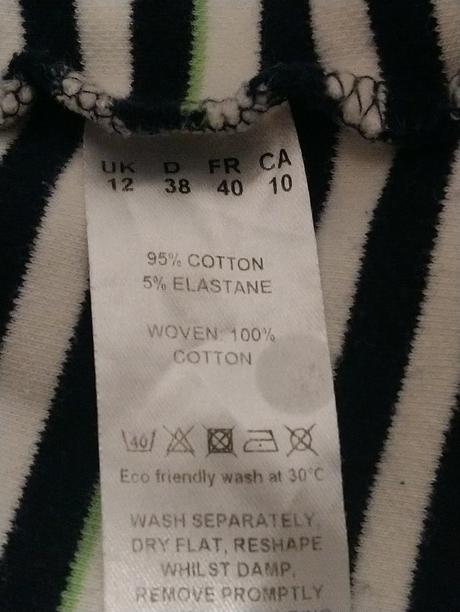 UK D FR CA
12 38 40 10
95% COTTON
5% ELASTANE
WOVEN: 100%
COTTON
40
Eco friendly wash at 30°C
WASH SEPARATELY,
DRY FLAT, RESHAPE
WHILST DAMP,
REMOVE PROMPTLY